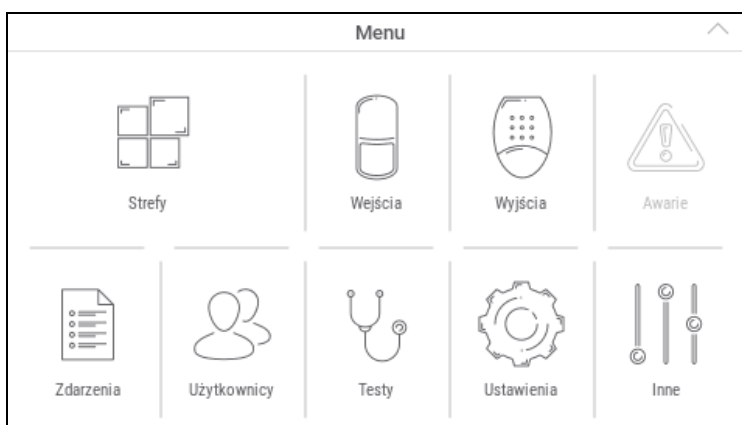 Menu
Strefy
Wejścia
Wyjścia
Awarie
Zdarzenia
Użytkownicy
Testy
Ustawienia
Inne